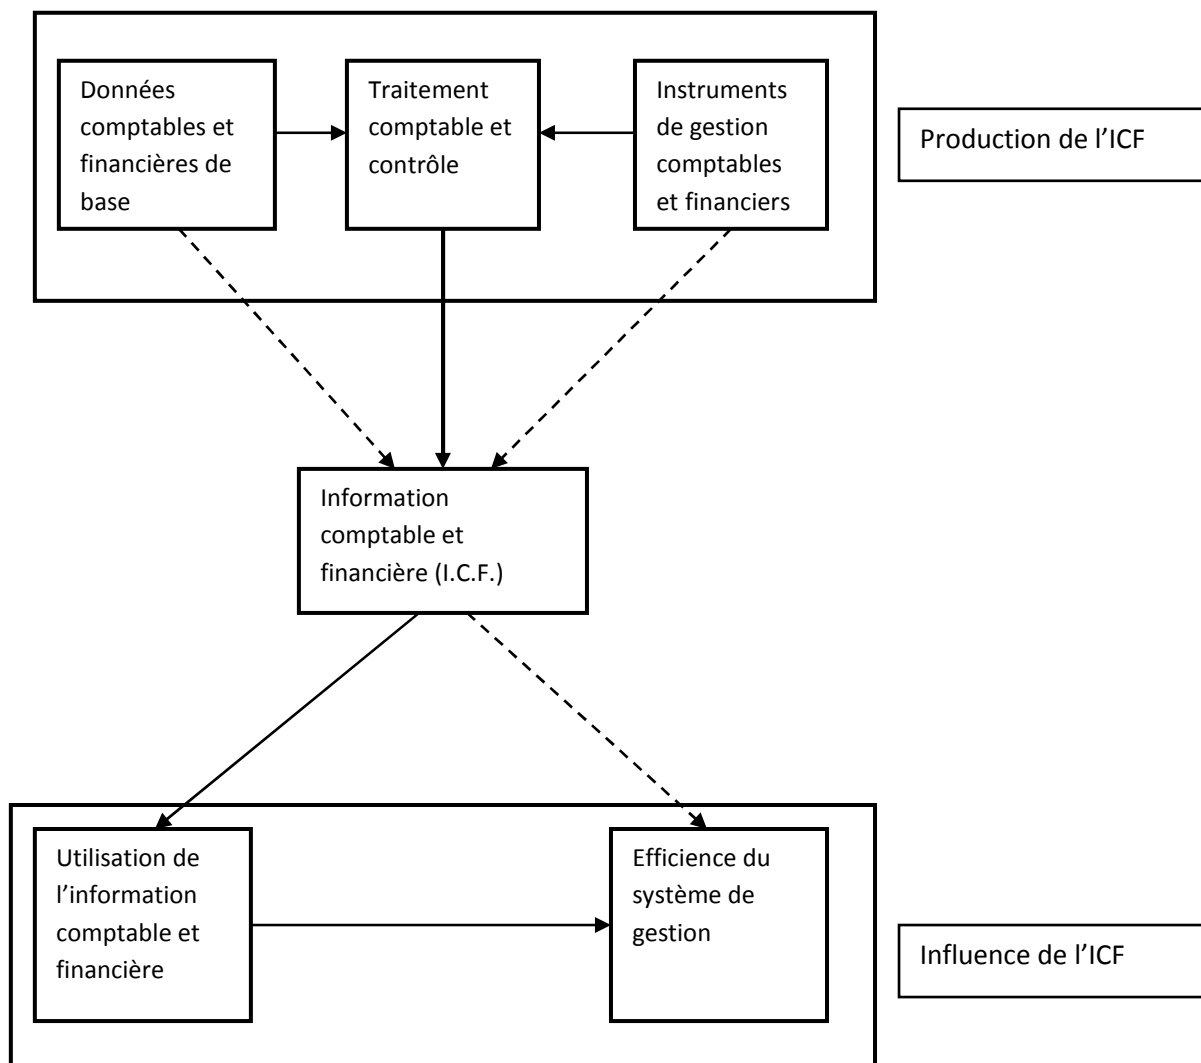 Données
comptables et
financières de
base
Traitement
comptable et
contrôle
Instruments
de gestion
comptables
et financiers
Production de l’ICF
Information
comptable et
financière (I.C.F.)
Utilisation de
l’information
comptable et
financière
Efficience du
système de
gestion
Influence de l’ICF